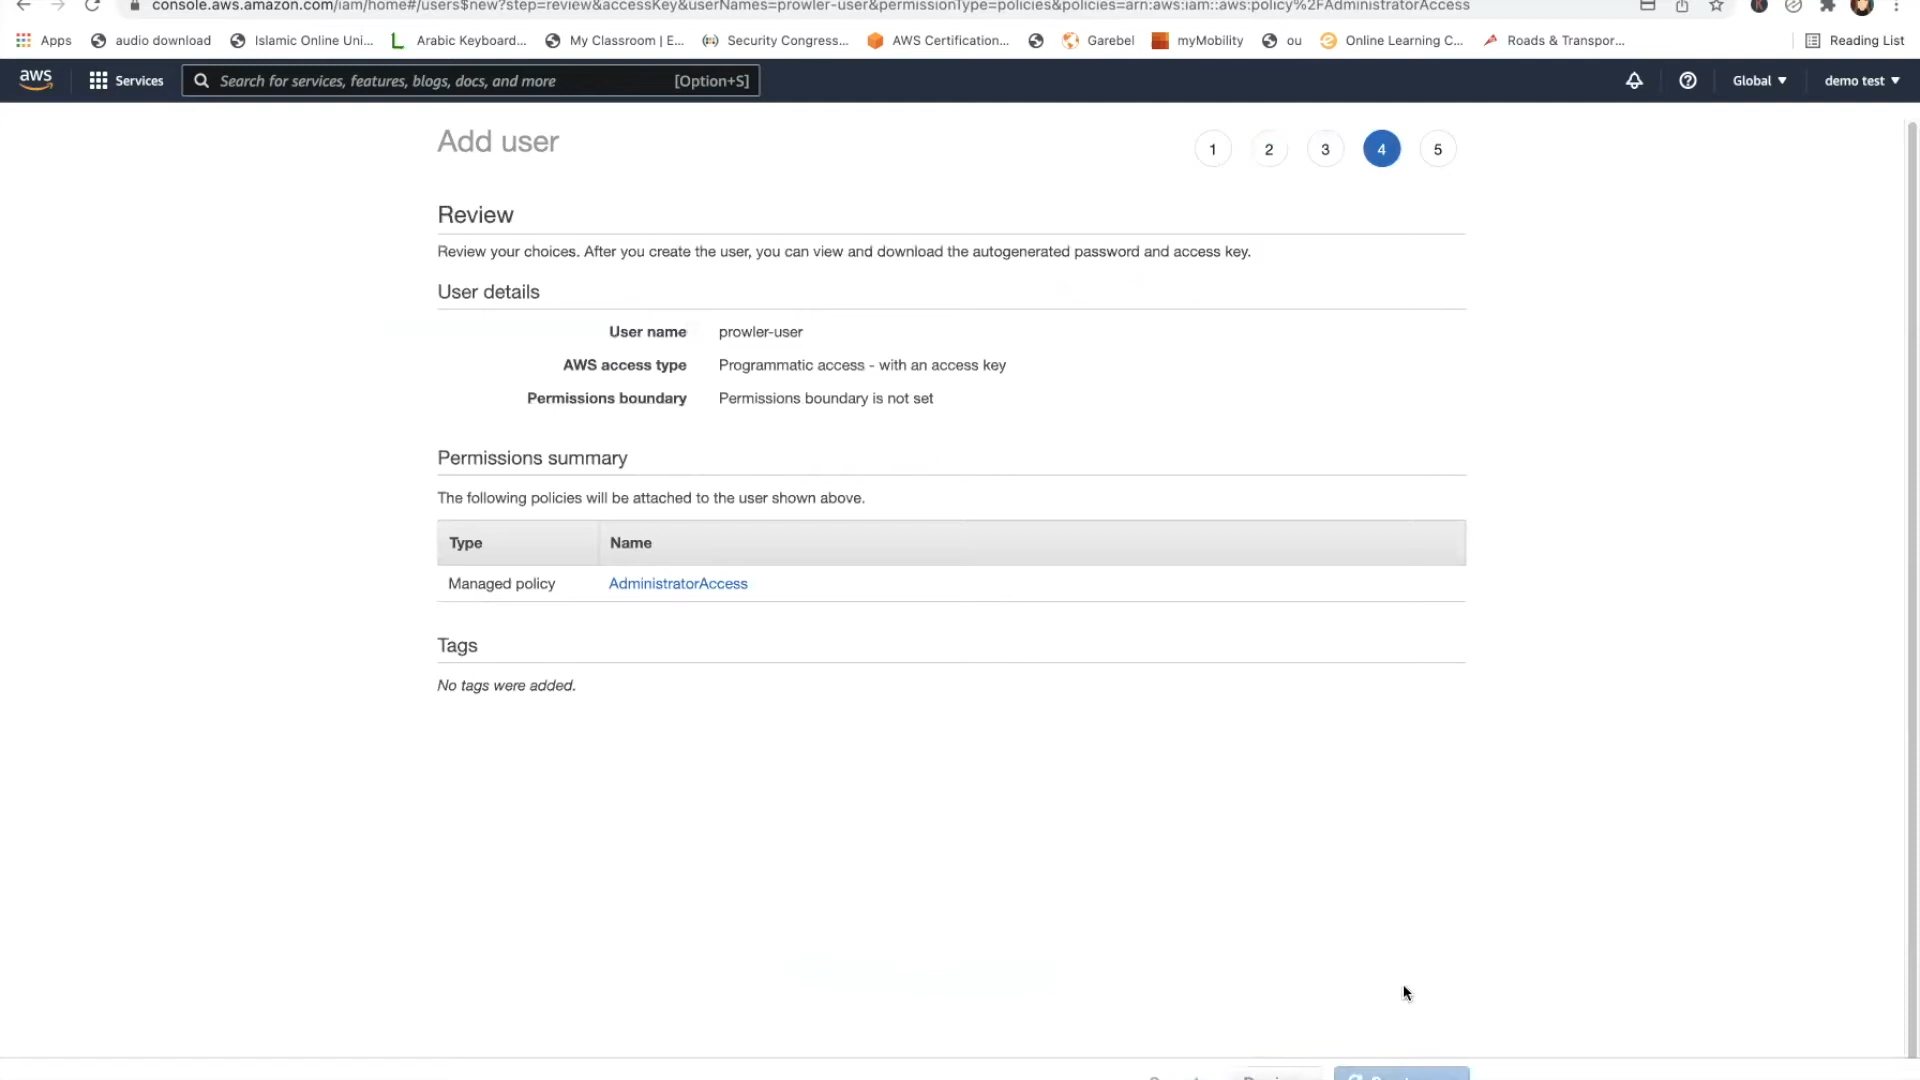 console.aws.amazon.com/iam/home#/users$new?step=review&accessKey&userNames=prowler-user&permissionType=policies&policies=arn:aws:iam::aws:policy%2FAdministratorAccess
Apps audio download Islamic Online Uni... Arabic Keyboard... My Classroom | E... Security Congress... AWS Certification... Garebel myMobility ou Online Learning C... Roads & Transpor... Reading List
aws Services Search for services, features, blogs, docs, and more [Option+S] Global demo test
Add user 1 2 3 4 5
Review
Review your choices. After you create the user, you can view and download the autogenerated password and access key.
User details
User name prowler-user
AWS access type Programmatic access - with an access key
Permissions boundary Permissions boundary is not set
Permissions summary
The following policies will be attached to the user shown above.
Type Name
Managed policy AdministratorAccess
Tags
No tags were added.